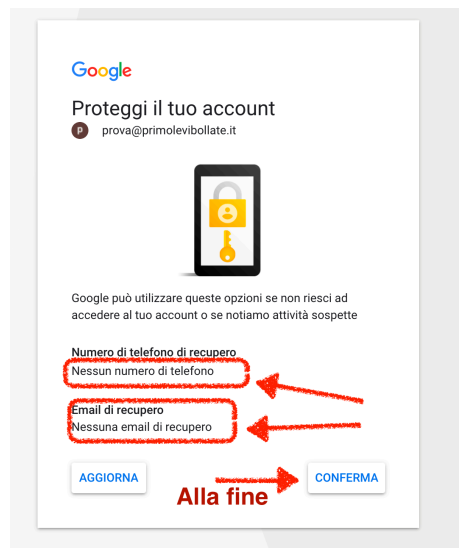 Google
Proteggi il tuo account
p prova@primolevibollate.it
Google può utilizzare queste opzioni se non riesci ad
accedere al tuo account o se notiamo attività sospette
Numero di telefono di recupero
Nessun numero di telefono
Email di recupero
Nessuna email di recupero
AGGIORNA
Alla fine
CONFERMA